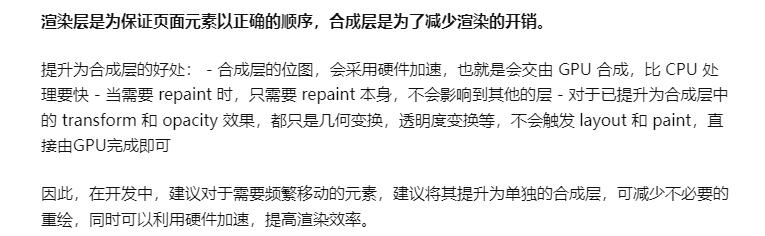 渲染层是为保证页面元素以正确的顺序，合成层是为了减少渲染的开销。
提升为合成层的好处： - 合成层的位图，会采用硬件加速，也就是会交由 GPU 合成，比 CPU 处
理要快 - 当需要 repaint 时，只需要 repaint 本身，不会影响到其他的层 - 对于已提升为合成层中
的 transform 和 opacity 效果，都只是几何变换，透明度变换等，不会触发 layout 和 paint，直
接由GPU完成即可
因此，在开发中，建议对于需要频繁移动的元素，建议将其提升为单独的合成层，可减少不必要的
重绘，同时可以利用硬件加速，提高渲染效率。